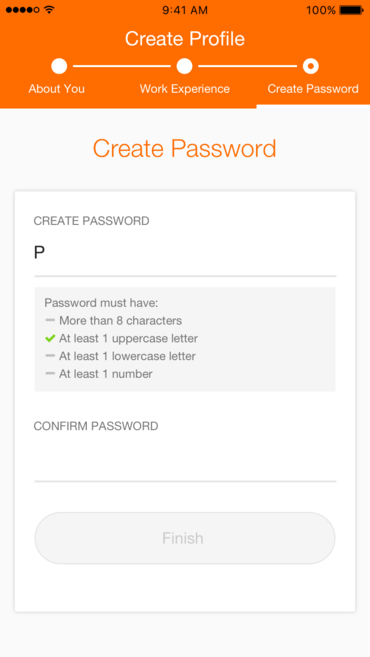 9:41 AM
100%
Create Profile
About You
Work Experience
Create Password
Create Password
CREATE PASSWORD
P
Password must have:
More than 8 characters
At least 1 uppercase letter
At least 1 lowercase letter
At least 1 number
CONFIRM PASSWORD
Finish